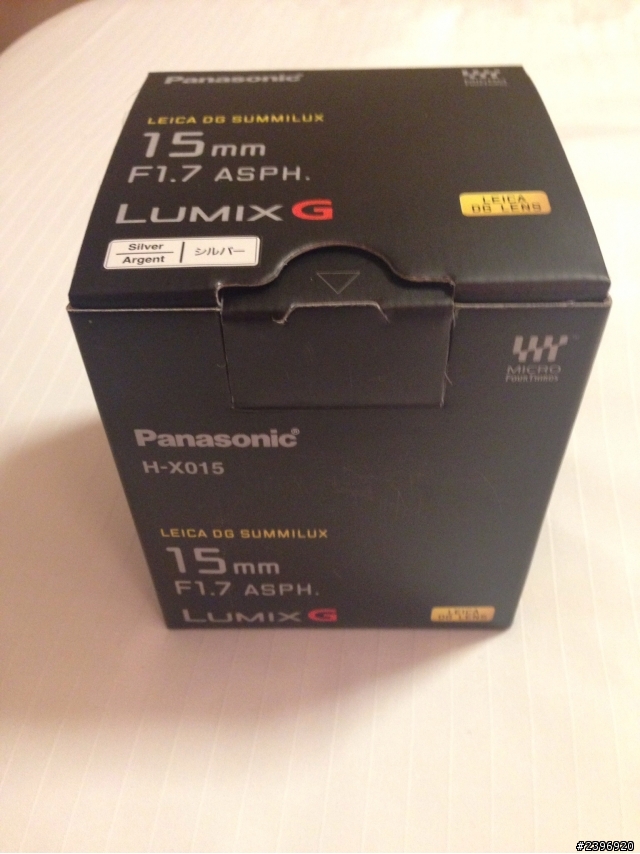 Panasonic
LEICA DG SUMMILUX
15mm
F1.7 ASPH.
LUMIX G
LEICA
DG LENS
Silver
Argent
シルバー
MICRO
FOURTHIRDS
Panasonic®
H-X015
LEICA DG SUMMILUX
15mm
F1.7 ASPH.
LUMIX G
LEICA
DG LENS
#2396920